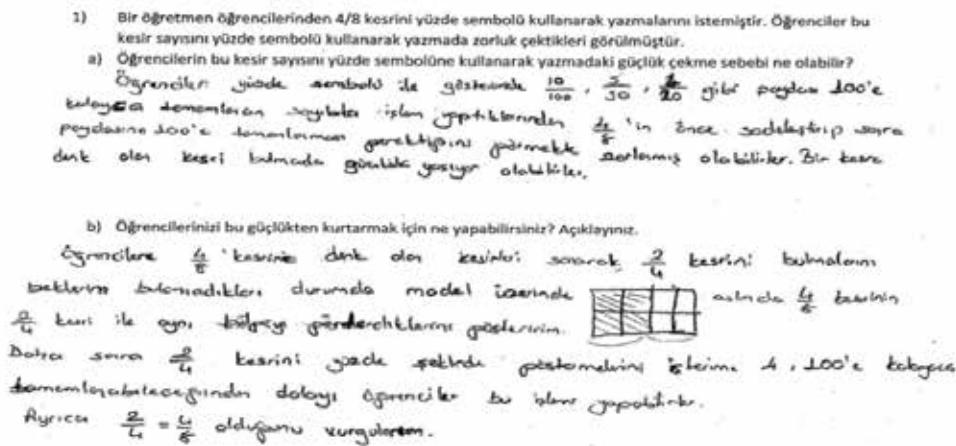 1) Bir öğretmen öğrencilerinden 4/8 kesrini yüzde sembolü kullanarak yazmalarını istemiştir. Öğrenciler bu
kesir sayısını yüzde sembolü kullanarak yazmada zorluk çektikleri görülmüştür.
a) Öğrencilerin bu kesir sayısını yüzde sembolüne kullanarak yazmadaki güçlük çekme sebebi ne olabilir?
Öğrenciler yüzde sembolü ile gösterimde 10/100, 5/50, /20 gibi paydası 100'e
kolayca tamamlanan sayılarla işlem yaptıklarından 4/8 'in önce sadeleştirip sonra
paydasını 100'e tamamlanması gerektiğini görmekte zorlanmış olabilirler. Bir kesre
denk olan kesri bulmada güçlük yaşıyor olabilirler.
b) Öğrencilerinizi bu güçlükten kurtarmak için ne yapabilirsiniz? Açıklayınız.
Öğrencilere 4/8 'kesrine denk olan kesirleri sorarak 2/4 kesrini bulmalarını
beklerim bulamadıkları durumda model üzerinde aslında 4/8 kesrinin
2/4 kesri ile aynı bölgeyi gösterdiklerini gösteririm.
Daha sonra 2/4 kesrini yüzde şeklinde göstermelerini isterim. 4, 100'e kolayca
tamamlanabileceğinden dolayı öğrenciler bu işlemi yapabilirler.
Ayrıca 2/4 = 4/8 olduğunu vurgularım.